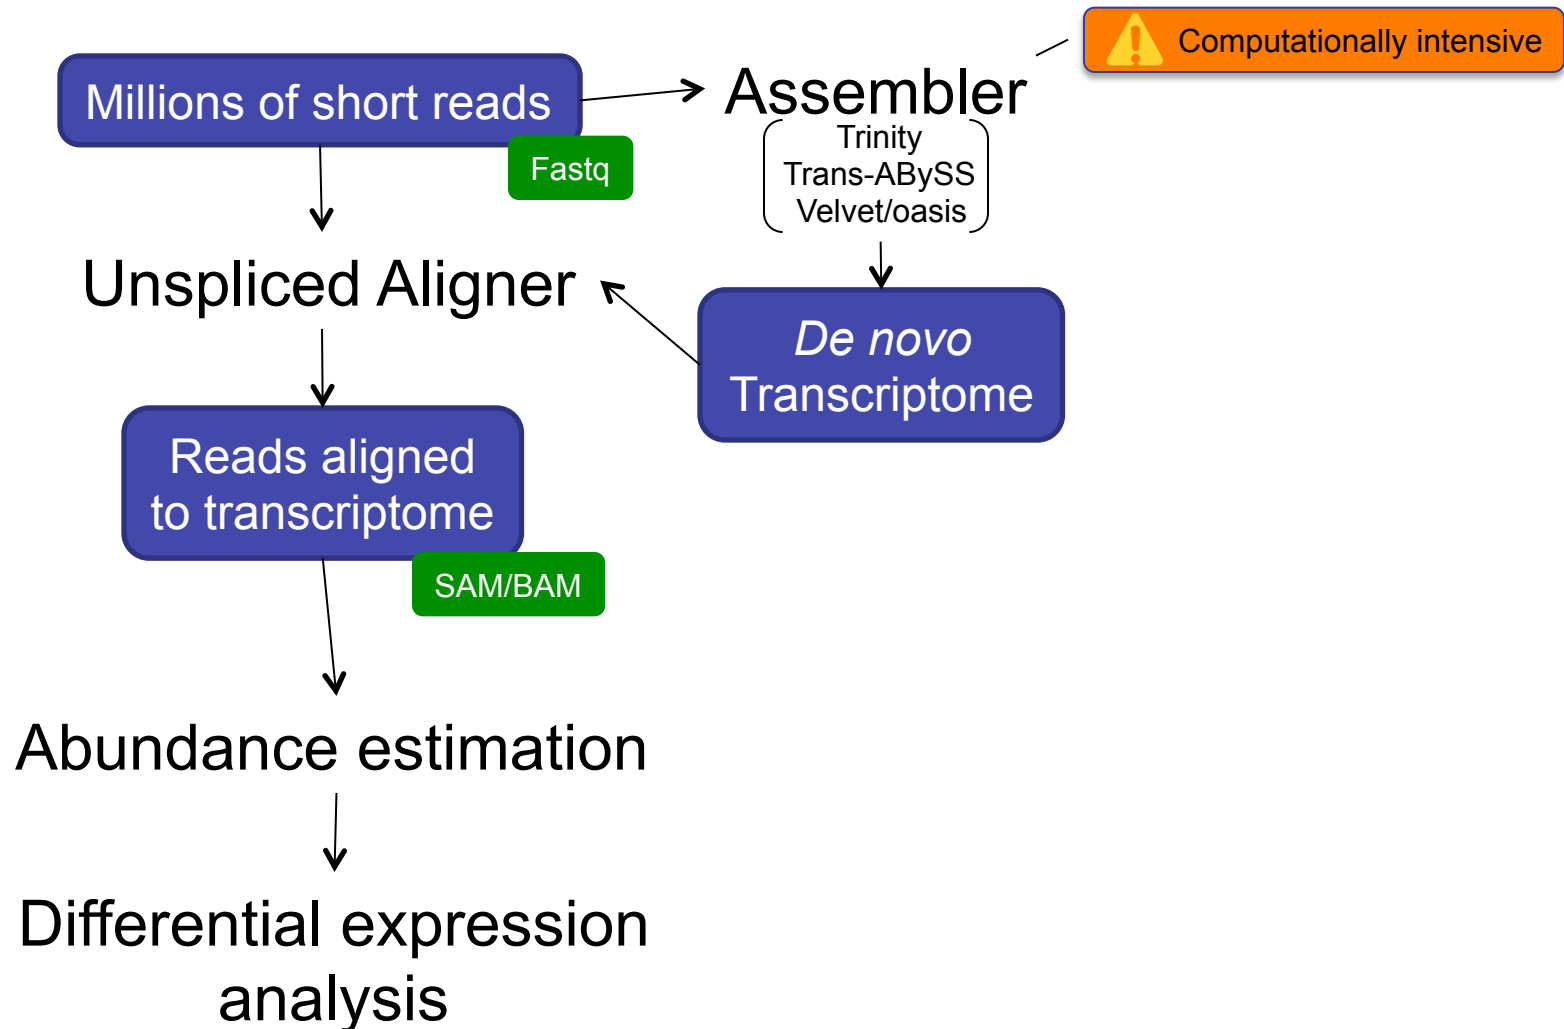 Computationally intensive
Millions of short reads
Fastq
Assembler
Trinity
Trans-ABySS
Velvet/oasis
Unspliced Aligner
De novo
Transcriptome
Reads aligned
to transcriptome
SAM/BAM
Abundance estimation
Differential expression
analysis